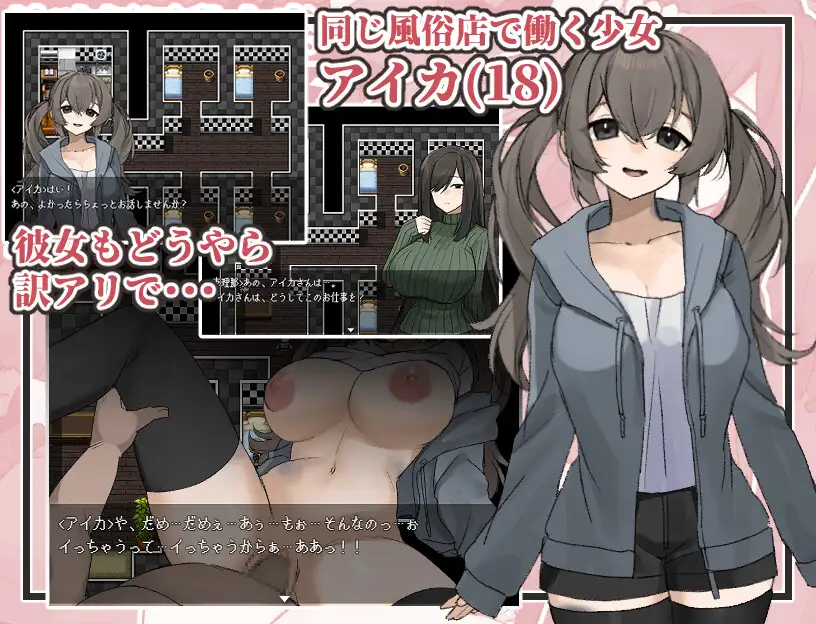 同じ風俗店で働く少女
アイカ(18)
<アイカ>はい！
あの、よかったらちょっとお話しませんか？
彼女もどうやら
訳アリで･･･
理那>あの、アイカさんは…。
イカさんは、どうしてこのお仕事を？
<アイカ>や、だめ…だめぇ…あぅ…もぉ…そんなのっ…ぉ
イっちゃうって…イっちゃうからぁ…ああっ！！